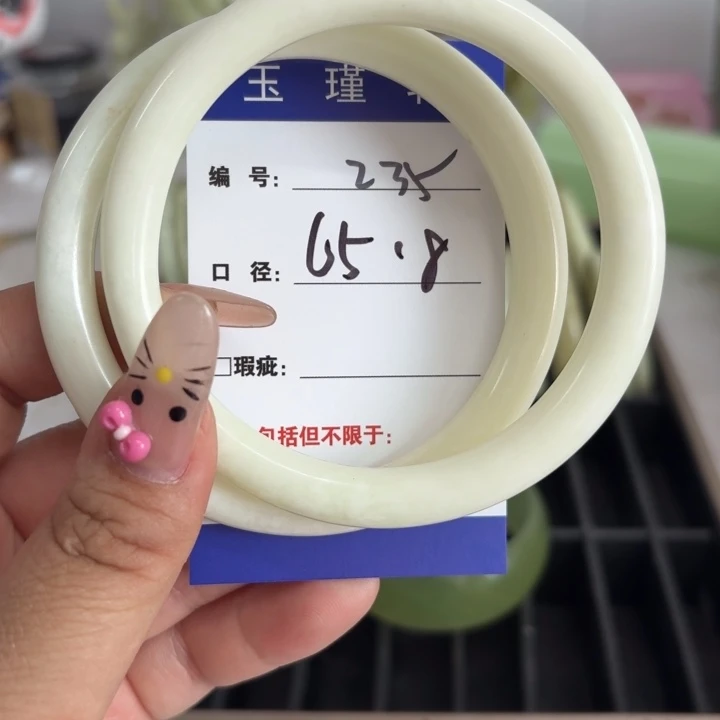 玉 瑾
编 号: 235
口 径: 65.8
□瑕疵:
包括但不限于: